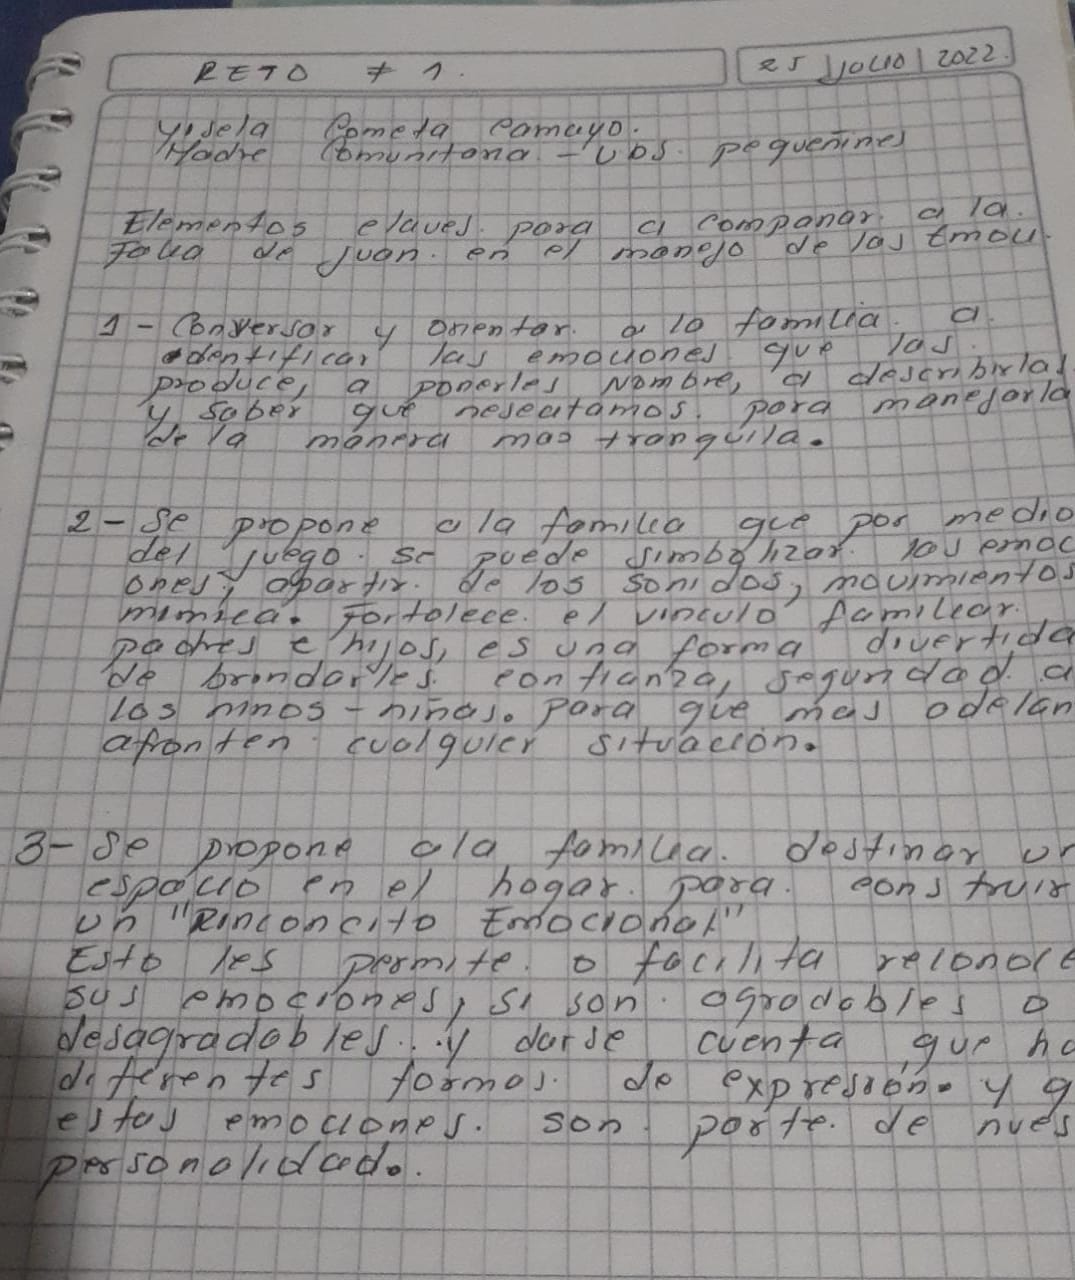 RETO # 1.
25 JULIO 2022.
Yisela Cometa Camayo.
Madre Comunitaria - UDS. pequeñines
Elementos claves. para a companar. a la.
de Juan. en el manejo de las Emoci.
1 - Conversar y orientar. a la familia. a.
identificar las emociones que las.
produce, a ponerles Nombre, a describirlas
y saber que nesecitamos. para manejarla
de la manera mas tranquila.
2 - Se propone a la familia que por medio
del juego. se puede simbolizar. las emoc
ones, apartir. de los sonidos, movimientos
mimica. Fortalece. el vinculo familiar.
padres e hijos, es una forma divertida
de brindarles. confianza, seguridad. a
los ninos - niñas. para que mas adelan
afronten cualquier situación.
3 - Se propone a la familia. destinar un
espacio en el hogar. para. construir
un "Rinconcito Emocional"
Esto les permite. o facilita reconoce
sus emociones, si son. agradables o
desagradables.. y darse cuenta que ha
diferentes formas. de expresión. y q
estas emociones. son. parte. de nues
personalidad..